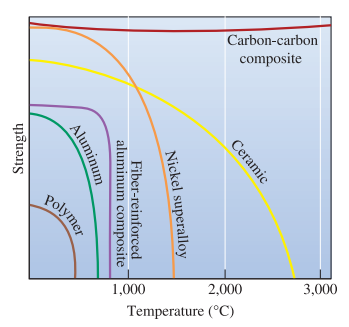 Carbon-carbon
composite
Strength
Polymer
Aluminum
Fiber-reinforced
aluminum composite
Nickel superalloy
Ceramic
1,000
2,000
3,000
Temperature (°C)